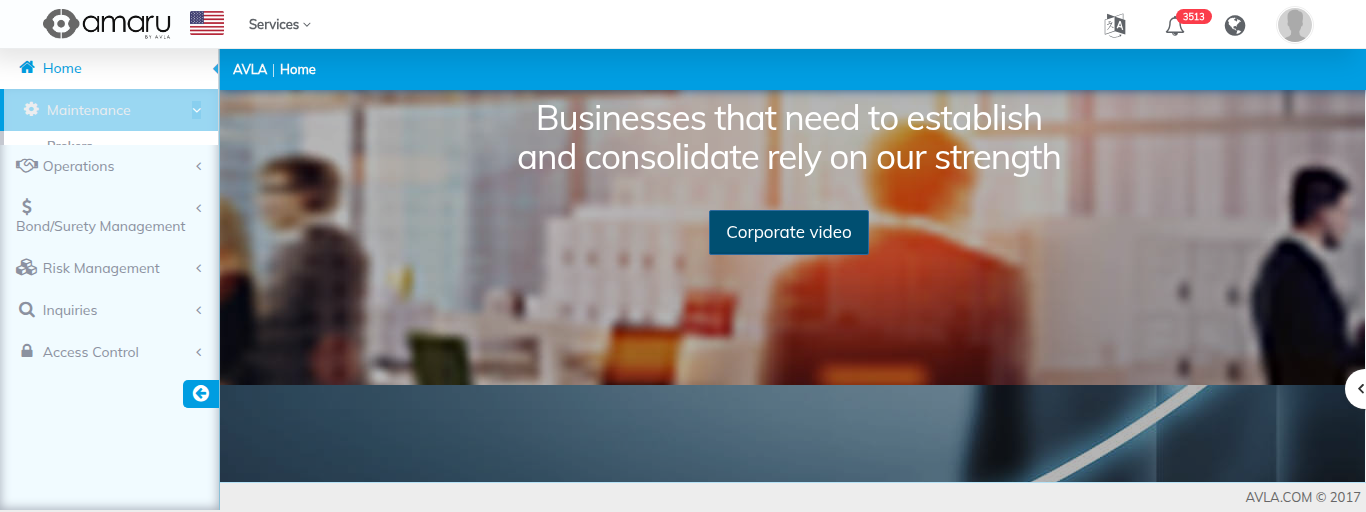 amaru
BY AVLA
Services
3513
Home
Maintenance
Brokers
Operations
Bond/Surety Management
Risk Management
Inquiries
Access Control
AVLA | Home
Businesses that need to establish
and consolidate rely on our strength
Corporate video
AVLA.COM © 2017